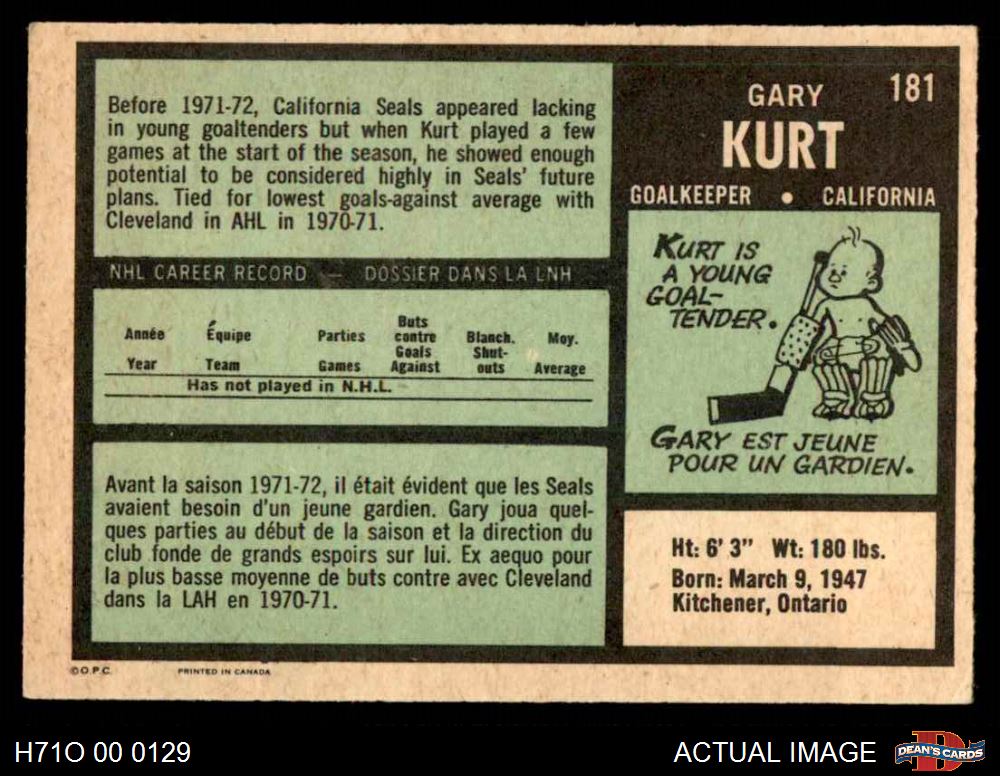 Before 1971-72, California Seals appeared lacking
in young goaltenders but when Kurt played a few
games at the start of the season, he showed enough
potential to be considered highly in Seals' future
plans. Tied for lowest goals-against average with
Cleveland in AHL in 1970-71.
NHL CAREER RECORD — DOSSIER DANS LA LNH
Année Équipe Parties Buts contre Blanch. Moy.
Year Team Games Goals Against Shut-outs Average
Has not played in N.H.L.
Avant la saison 1971-72, il était évident que les Seals
avaient besoin d'un jeune gardien. Gary joua quel-
ques parties au début de la saison et la direction du
club fonde de grands espoirs sur lui. Ex aequo pour
la plus basse moyenne de buts contre avec Cleveland
dans la LAH en 1970-71.
181
GARY
KURT
GOALKEEPER • CALIFORNIA
KURT IS
A YOUNG
GOAL-
TENDER.
GARY EST JEUNE
POUR UN GARDIEN.
Ht: 6' 3" Wt: 180 lbs.
Born: March 9, 1947
Kitchener, Ontario
©O.P.C. PRINTED IN CANADA
H71O 00 0129
ACTUAL IMAGE
DEAN'S CARDS